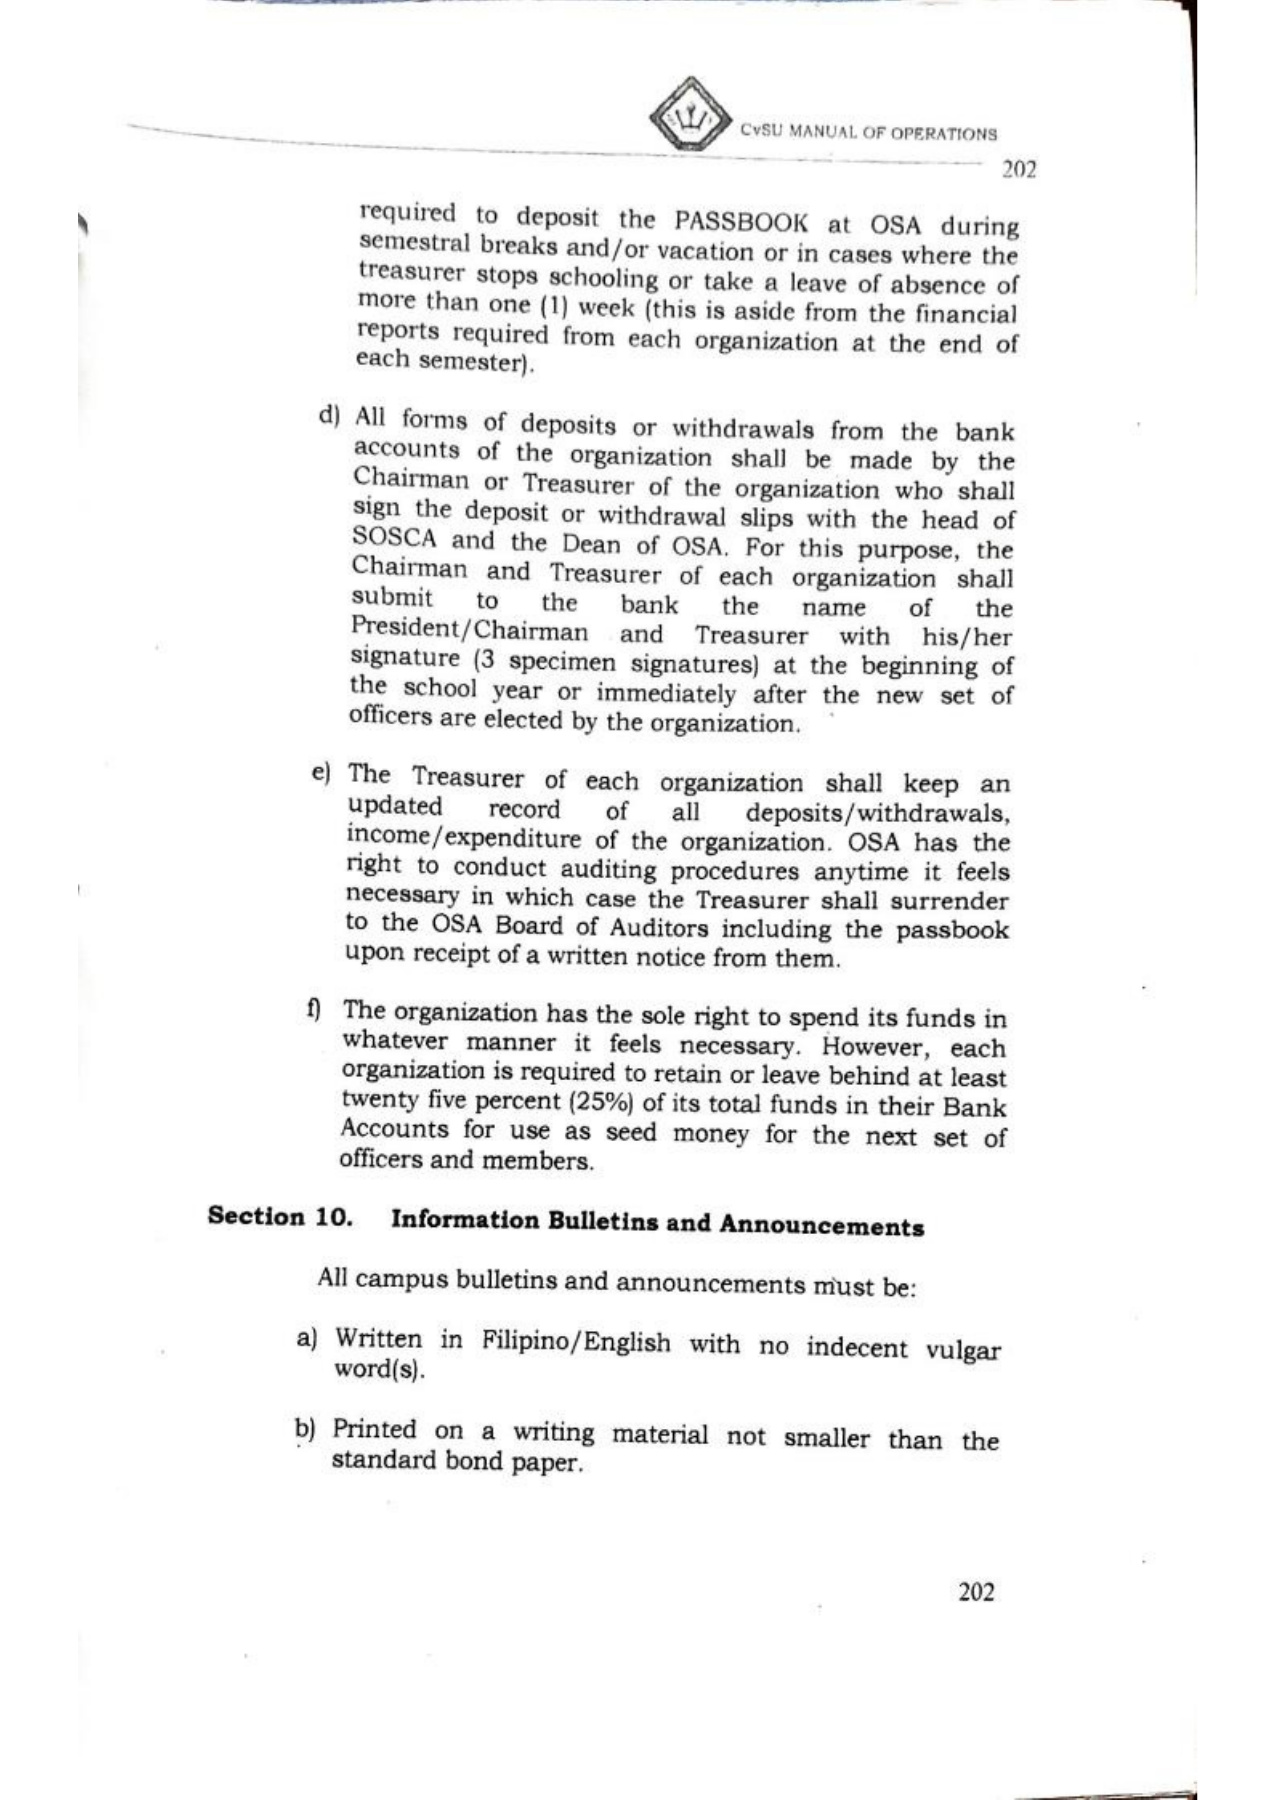 CvSU MANUAL OF OPERATIONS
202
required to deposit the PASSBOOK at OSA during
semestral breaks and/or vacation or in cases where the
treasurer stops schooling or take a leave of absence of
more than one (1) week (this is aside from the financial
reports required from each organization at the end of
each semester).
d) All forms of deposits or withdrawals from the bank
accounts of the organization shall be made by the
Chairman or Treasurer of the organization who shall
sign the deposit or withdrawal slips with the head of
SOSCA and the Dean of OSA. For this purpose, the
Chairman and Treasurer of each organization shall
submit to the bank the name of the
President/Chairman and Treasurer with his/her
signature (3 specimen signatures) at the beginning of
the school year or immediately after the new set of
officers are elected by the organization.
e) The Treasurer of each organization shall keep an
updated record of all deposits/withdrawals,
income/expenditure of the organization. OSA has the
right to conduct auditing procedures anytime it feels
necessary in which case the Treasurer shall surrender
to the OSA Board of Auditors including the passbook
upon receipt of a written notice from them.
f) The organization has the sole right to spend its funds in
whatever manner it feels necessary. However, each
organization is required to retain or leave behind at least
twenty five percent (25%) of its total funds in their Bank
Accounts for use as seed money for the next set of
officers and members.
Section 10. Information Bulletins and Announcements
All campus bulletins and announcements must be:
a) Written in Filipino/English with no indecent vulgar
word(s).
b) Printed on a writing material not smaller than the
standard bond paper.
202